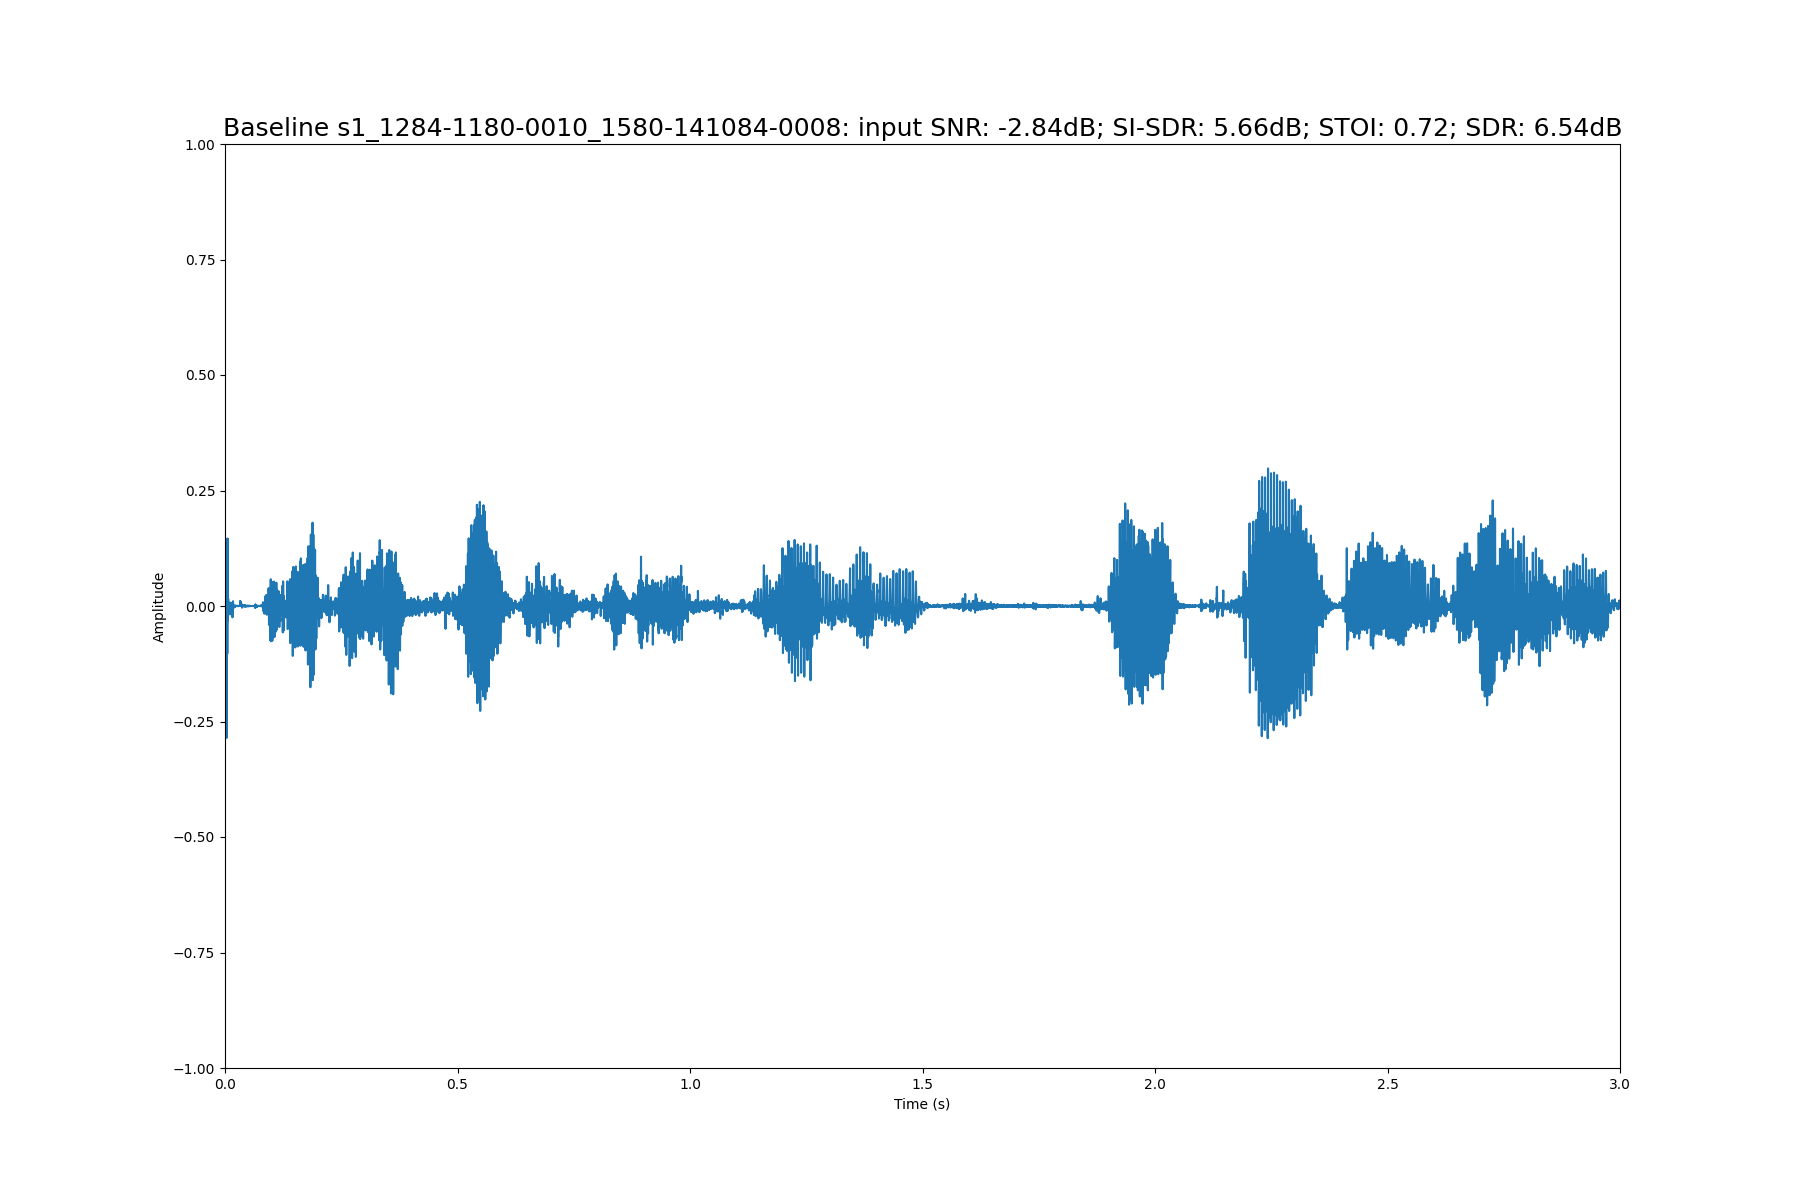 Baseline s1_1284-1180-0010_1580-141084-0008: input SNR: -2.84dB; SI-SDR: 5.66dB; STOI: 0.72; SDR: 6.54dB
1.00
0.75
0.50
0.25
0.00
−0.25
−0.50
−0.75
−1.00
Amplitude
0.0 0.5 1.0 1.5 2.0 2.5 3.0
Time (s)